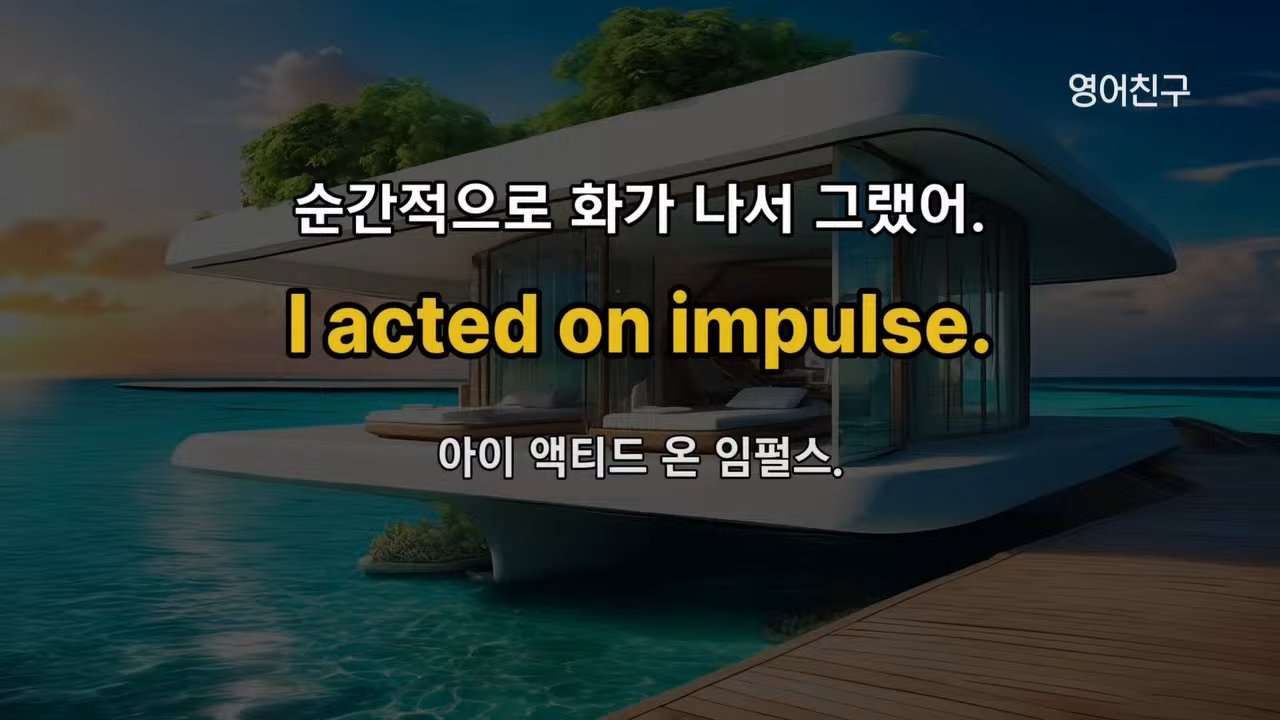 영어친구
순간적으로 화가 나서 그랬어.
I acted on impulse.
아이 액티드 온 임펄스.